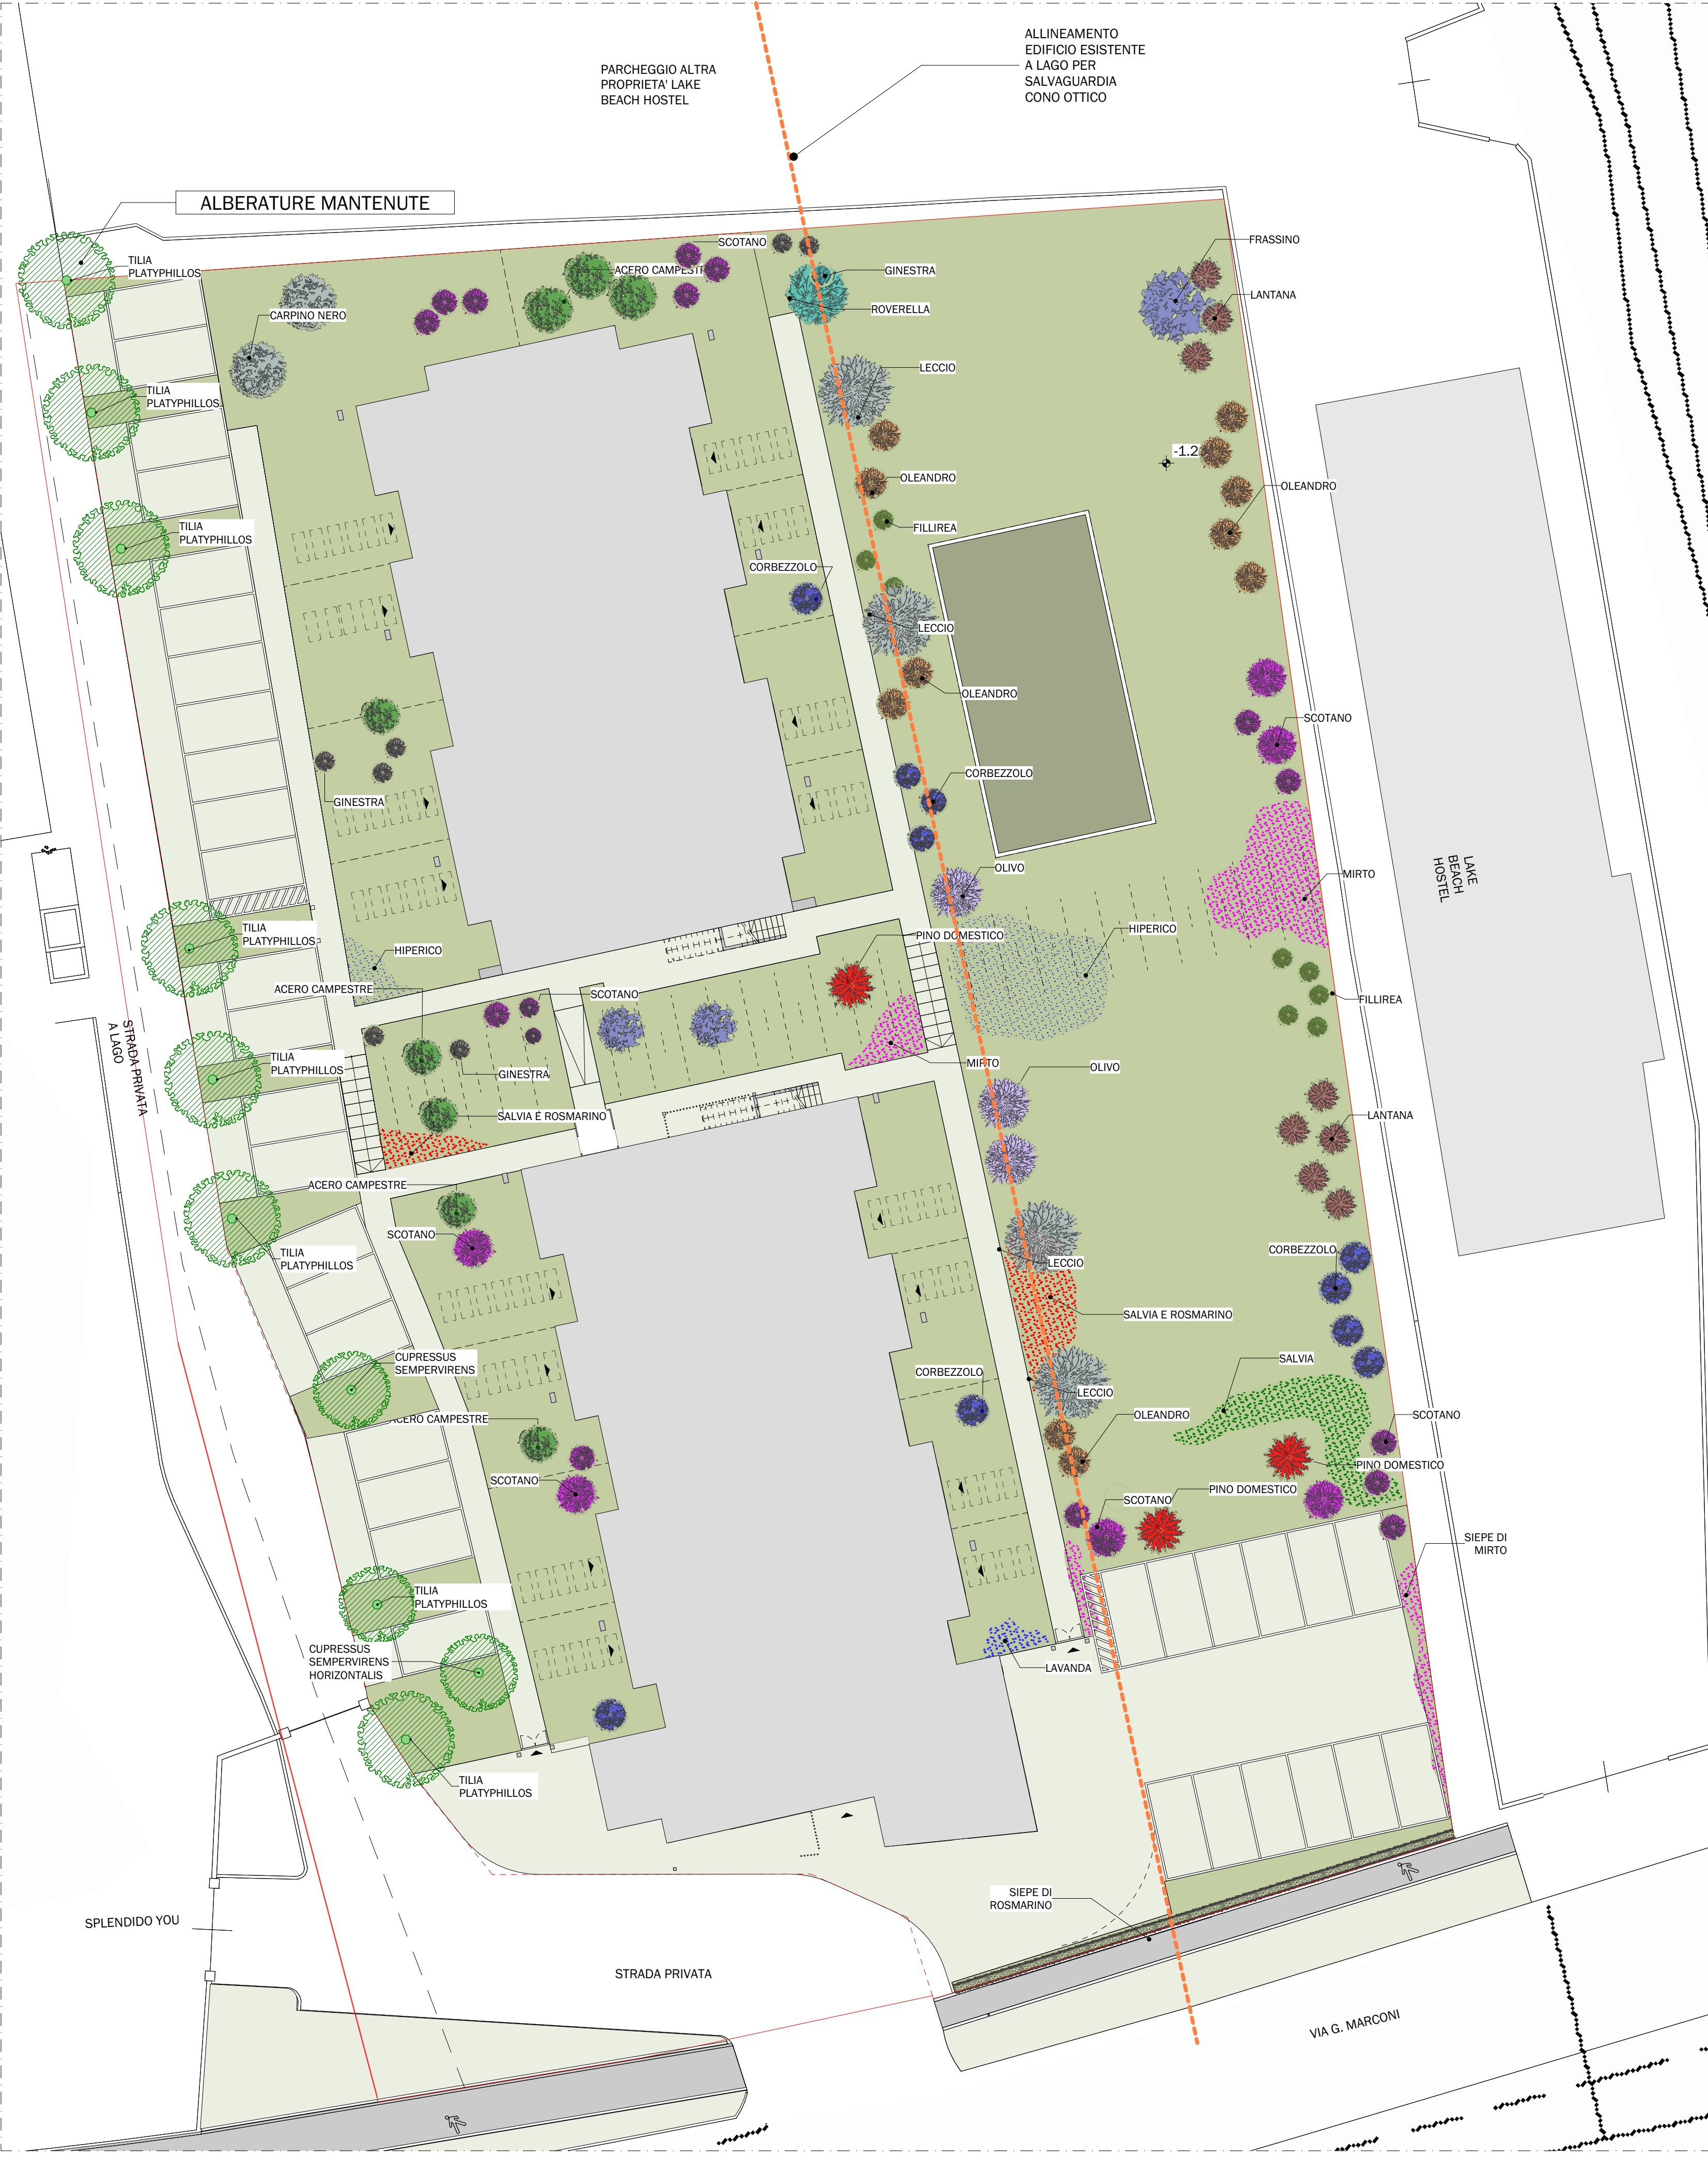 ALLINEAMENTO
EDIFICIO ESISTENTE
A LAGO PER
SALVAGUARDIA
CONO OTTICO
PARCHEGGIO ALTRA
PROPRIETA' LAKE
BEACH HOSTEL
ALBERATURE MANTENUTE
SCOTANO
FRASSINO
TILIA
PLATYPHILLOS
ACERO CAMPESTR
GINESTRA
LANTANA
ROVERELLA
CARPINO NERO
LECCIO
TILIA
PLATYPHILLOS
-1.2
OLEANDRO
OLEANDRO
TILIA
PLATYPHILLOS
FILLIREA
CORBEZZOLO
LECCIO
OLEANDRO
SCOTANO
CORBEZZOLO
GINESTRA
OLIVO
MIRTO
LAKE
BEACH
HOSTEL
TILIA
PLATYPHILLOS
HIPERICO
PINO DOMESTICO
HIPERICO
ACERO CAMPESTRE
SCOTANO
FILLIREA
STRADA PRIVATA
A LAGO
TILIA
PLATYPHILLOS
GINESTRA
MIRTO
OLIVO
SALVIA E ROSMARINO
LANTANA
ACERO CAMPESTRE
SCOTANO
TILIA
PLATYPHILLOS
CORBEZZOLO
LECCIO
SALVIA E ROSMARINO
CUPRESSUS
SEMPERVIRENS
CORBEZZOLO
SALVIA
LECCIO
ACERO CAMPESTRE
OLEANDRO
SCOTANO
PINO DOMESTICO
SCOTANO
PINO DOMESTICO
SCOTANO
SIEPE DI
MIRTO
TILIA
PLATYPHILLOS
CUPRESSUS
SEMPERVIRENS
HORIZONTALIS
LAVANDA
TILIA
PLATYPHILLOS
SIEPE DI
ROSMARINO
SPLENDIDO YOU
STRADA PRIVATA
VIA G. MARCONI